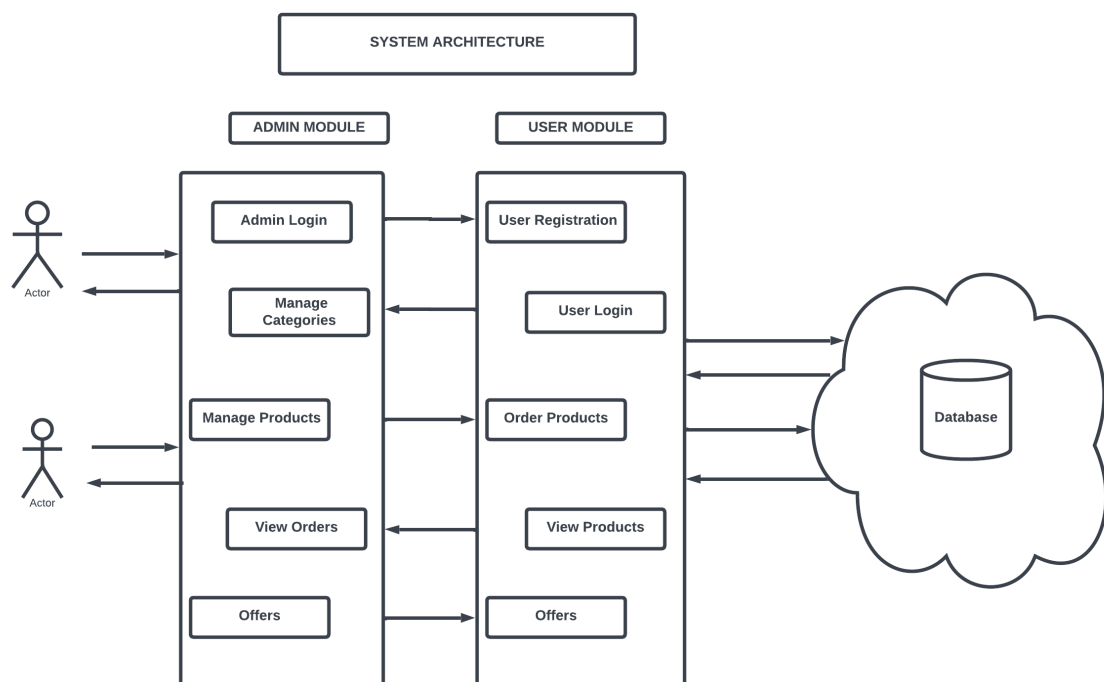 SYSTEM ARCHITECTURE
ADMIN MODULE
USER MODULE
Admin Login
User Registration
Actor
Manage
Categories
User Login
Manage Products
Order Products
Database
Actor
View Orders
View Products
Offers
Offers